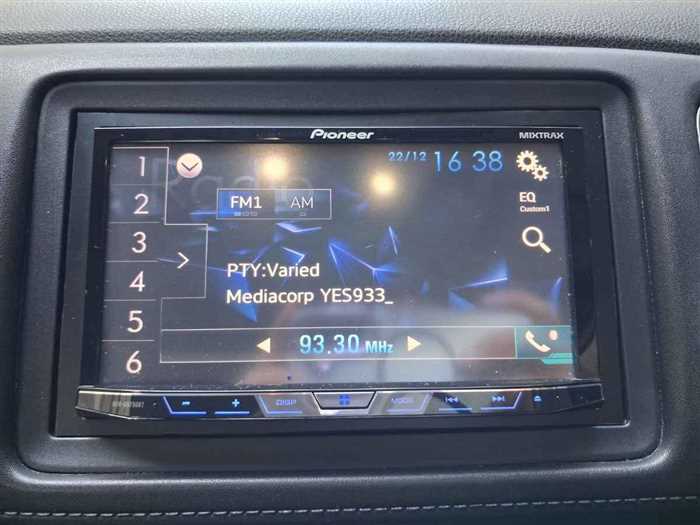 Pioneer
MIXTRAX
1
2
3
4
5
6
Radio
22/12 16 38
FM1
AM
EQ
Custom1
PTY:Varied
Mediacorp YES933_
93.30 MHz
DISP
MODE